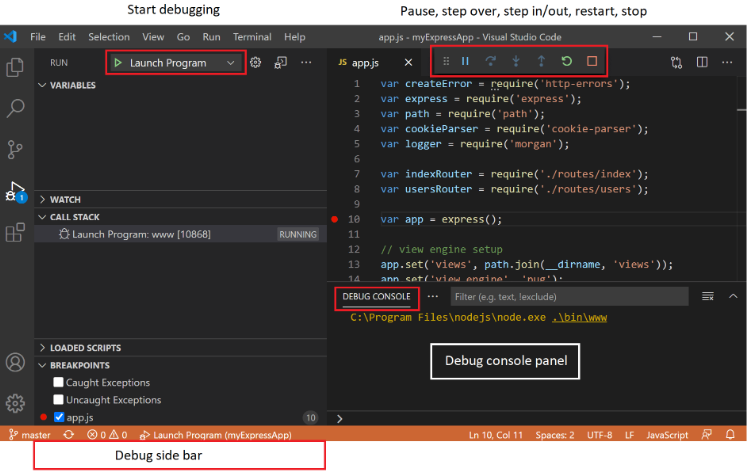 Start debugging
Pause, step over, step in/out, restart, stop
File Edit Selection View Go Run Terminal Help
app.js - myExpressApp - Visual Studio Code
RUN Launch Program
JS app.js
VARIABLES
1 var createError = require('http-errors');
2 var express = require('express');
3 var path = require('path');
4 var cookieParser = require('cookie-parser');
5 var logger = require('morgan');
6
7 var indexRouter = require('./routes/index');
8 var usersRouter = require('./routes/users');
9
10 var app = express();
11
12 // view engine setup
13 app.set('views', path.join(__dirname, 'views'));
14 app.set('view engine', 'pug');
1
WATCH
CALL STACK
Launch Program: www [10868] RUNNING
DEBUG CONSOLE
Filter (e.g. text, !exclude)
C:\Program Files\nodejs\node.exe .\bin\www
Debug console panel
LOADED SCRIPTS
BREAKPOINTS
Caught Exceptions
Uncaught Exceptions
app.js 10
master 0 0 Launch Program (myExpressApp)
Ln 10, Col 11 Spaces: 2 UTF-8 LF JavaScript
Debug side bar